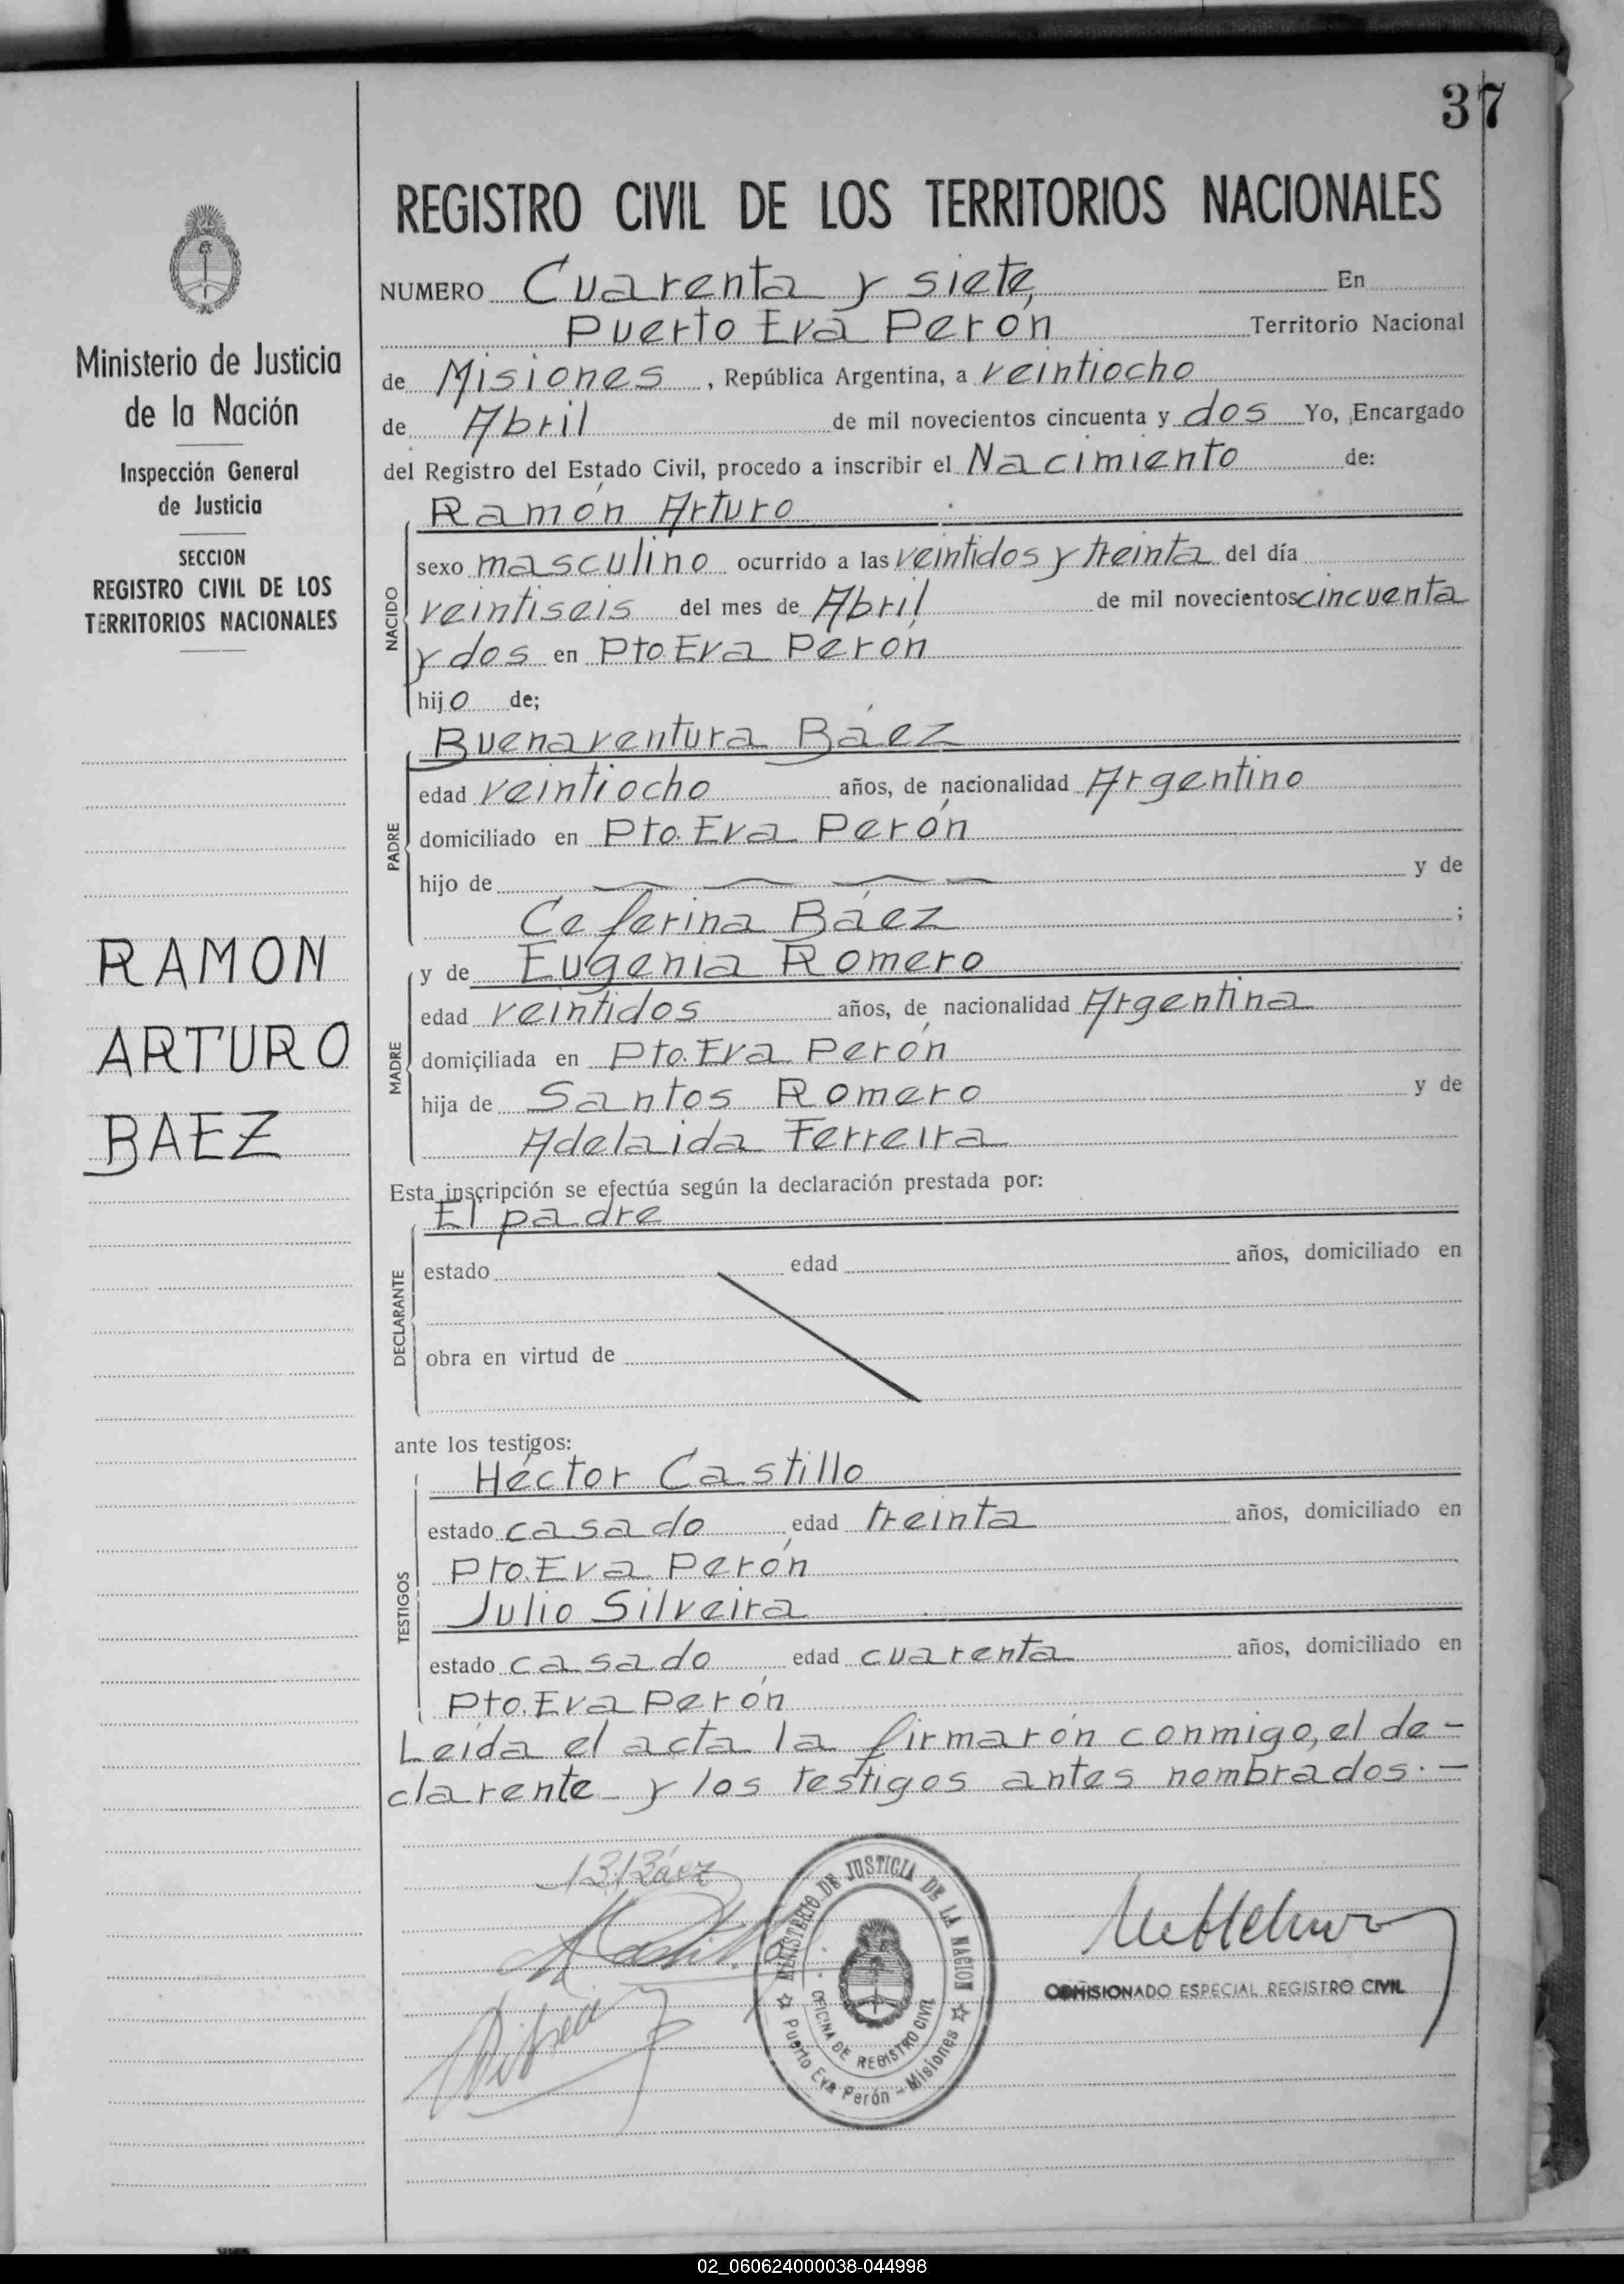 37
REGISTRO CIVIL DE LOS TERRITORIOS NACIONALES
Ministerio de Justicia
de la Nación
Inspección General
de Justicia
SECCION
REGISTRO CIVIL DE LOS
TERRITORIOS NACIONALES
RAMON
ARTURO
BAEZ
NUMERO Cuarenta y siete, En
Puerto Eva Perón Territorio Nacional
de Misiones, República Argentina, a veintiocho
de Abril de mil novecientos cincuenta y dos Yo, Encargado
del Registro del Estado Civil, procedo a inscribir el Nacimiento de:
NACIDO
Ramón Arturo
sexo masculino ocurrido a las veintidos y treinta del día
veintiseis del mes de Abril de mil novecientos cincuenta
y dos en Pto. Eva Perón
hijo de;
PADRE
Buenaventura Báez
edad veintiocho años, de nacionalidad Argentino
domiciliado en Pto. Eva Perón
hijo de y de
Ceferina Báez ;
MADRE
y de Eugenia Romero
edad veintidos años, de nacionalidad Argentina
domiciliada en Pto. Eva Perón
hija de Santos Romero y de
Adelaida Ferreira
Esta inscripción se efectúa según la declaración prestada por:
DECLARANTE
El padre
estado edad años, domiciliado en
obra en virtud de
ante los testigos:
TESTIGOS
Héctor Castillo
estado casado edad treinta años, domiciliado en
Pto. Eva Perón
Julio Silveira
estado casado edad cuarenta años, domiciliado en
Pto. Eva Perón
Leida el acta la firmarón conmigo, el de-
clarente y los testigos antes nombrados.-
B Báez
MINISTERIO DE JUSTICIA DE LA NACION
OFICINA DE REGISTRO CIVIL
Puerto Eva Perón - Misiones
COMISIONADO ESPECIAL REGISTRO CIVIL
02_060624000038-044998